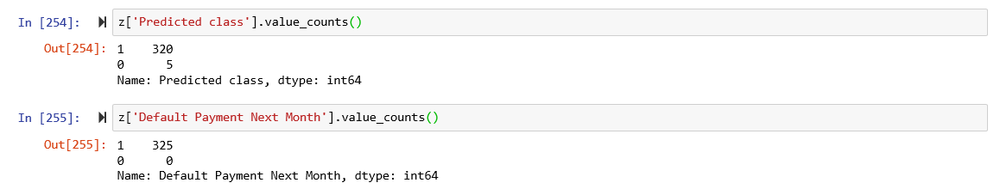 In [254]: z['Predicted class'].value_counts()
Out[254]: 1    320
0      5
Name: Predicted class, dtype: int64
In [255]: z['Default Payment Next Month'].value_counts()
Out[255]: 1    325
0      0
Name: Default Payment Next Month, dtype: int64